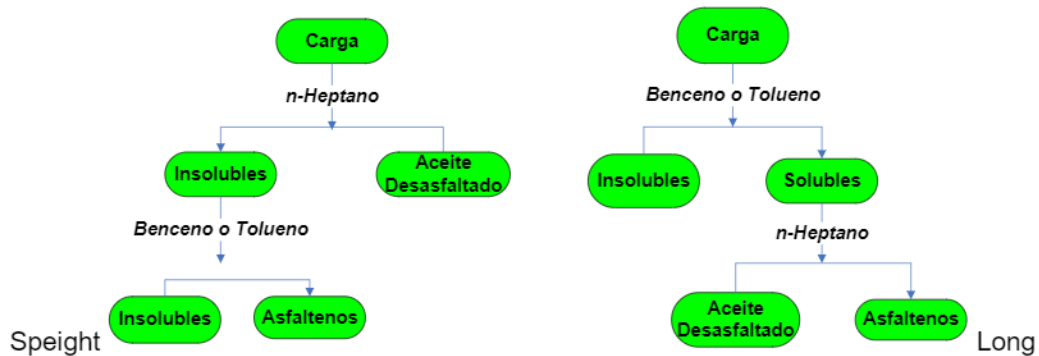 Carga
n-Heptano
Insolubles
Aceite
Desasfaltado
Benceno o Tolueno
Insolubles
Asfaltenos
Speight
Carga
Benceno o Tolueno
Insolubles
Solubles
n-Heptano
Aceite
Desasfaltado
Asfaltenos
Long